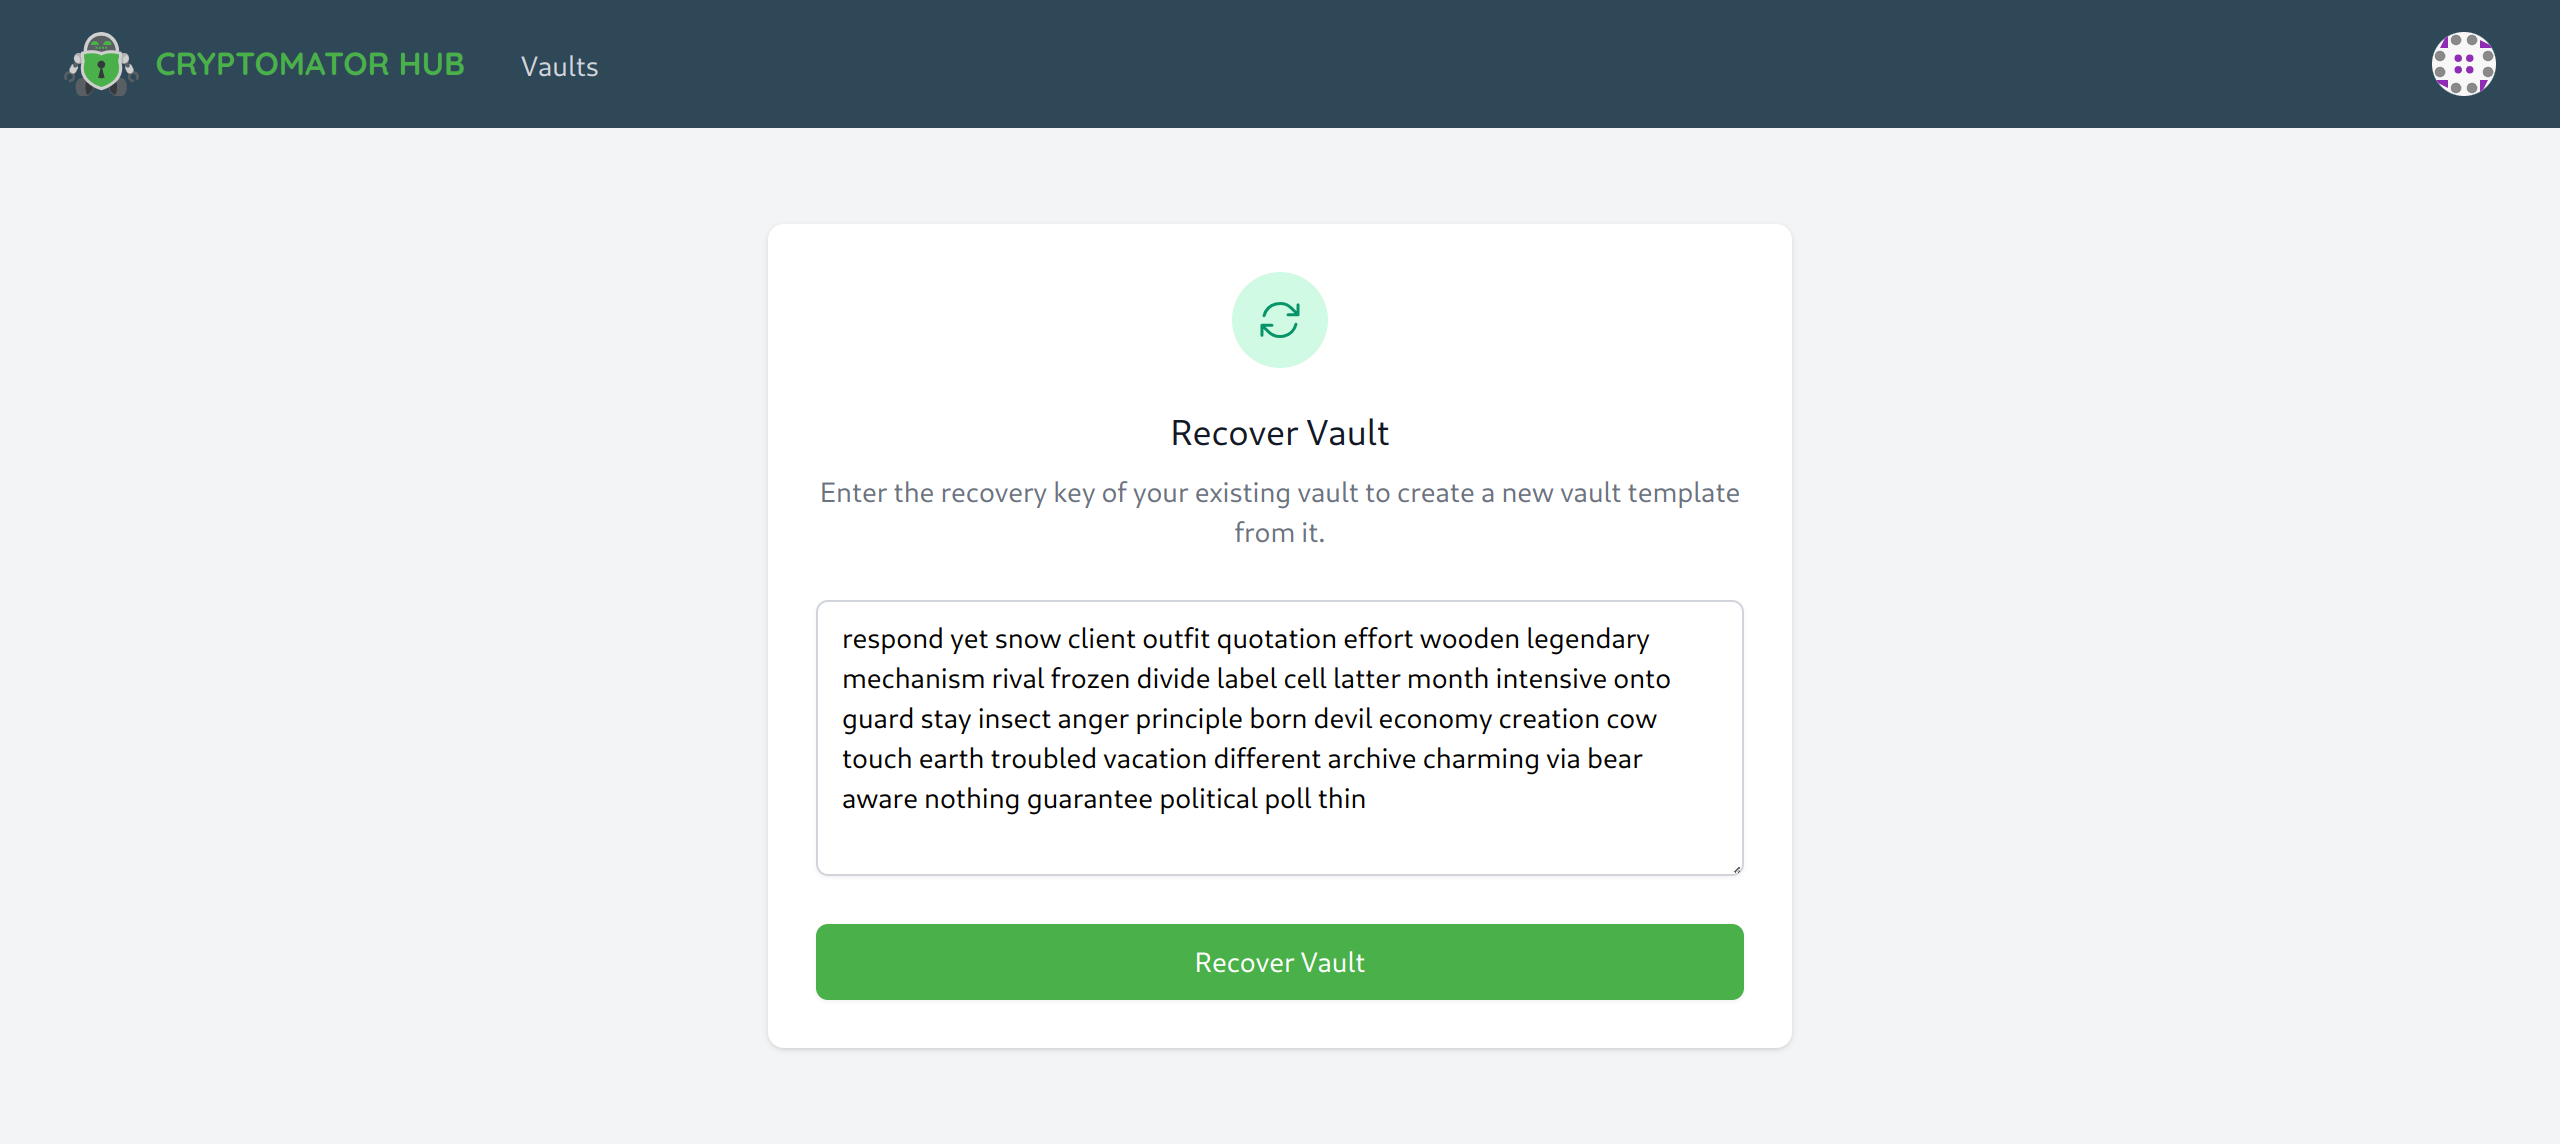 CRYPTOMATOR HUB
Vaults
Recover Vault
Enter the recovery key of your existing vault to create a new vault template
from it.
respond yet snow client outfit quotation effort wooden legendary
mechanism rival frozen divide label cell latter month intensive onto
guard stay insect anger principle born devil economy creation cow
touch earth troubled vacation different archive charming via bear
aware nothing guarantee political poll thin
Recover Vault